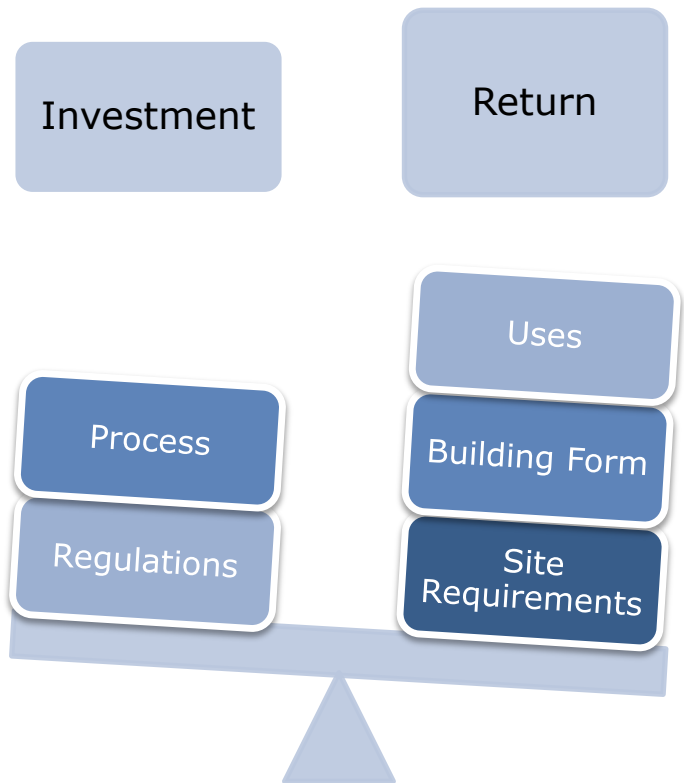 Investment
Return
Uses
Process
Building Form
Regulations
Site
Requirements